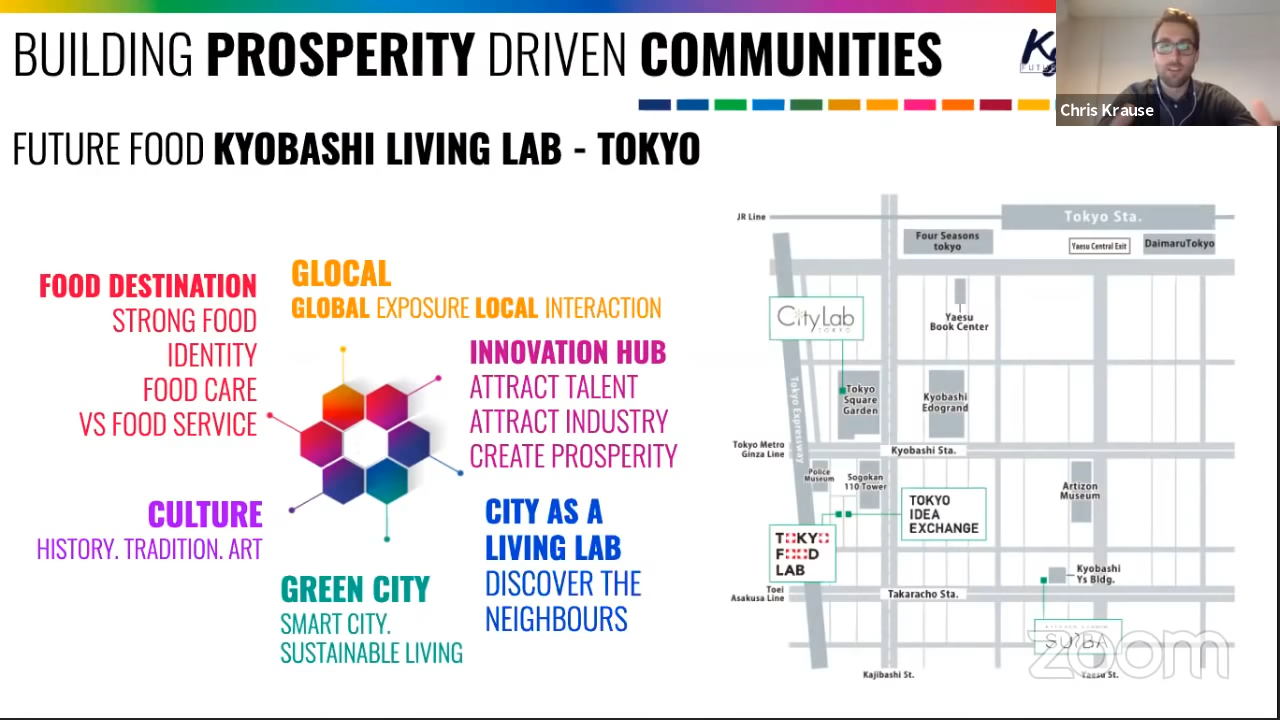 BUILDING PROSPERITY DRIVEN COMMUNITIES
Chris Krause
FUTURE FOOD KYOBASHI LIVING LAB - TOKYO
FOOD DESTINATION
STRONG FOOD
IDENTITY
FOOD CARE
VS FOOD SERVICE
GLOCAL
GLOBAL EXPOSURE LOCAL INTERACTION
INNOVATION HUB
ATTRACT TALENT
ATTRACT INDUSTRY
CREATE PROSPERITY
CULTURE
HISTORY. TRADITION. ART
CITY AS A
LIVING LAB
DISCOVER THE
NEIGHBOURS
GREEN CITY
SMART CITY.
SUSTAINABLE LIVING
JR Line
Tokyo Sta.
Four Seasons
tokyo
Yaesu Central Exit
DaimaruTokyo
CityLab
TOKYO
Yaesu
Book Center
Tokyo Expressway
Tokyo
Square
Garden
Kyobashi
Edogrand
Tokyo Metro
Ginza Line
Kyobashi Sta.
Police
Museum
Sogokan
110 Tower
Artizon
Museum
TOKYO
IDEA
EXCHANGE
TOKYO
FOOD
LAB
Kyobashi
Ys Bldg.
Toei
Asakusa Line
Takaracho Sta.
SUIBA
zoom
Kajibashi St.
Yaesu St.